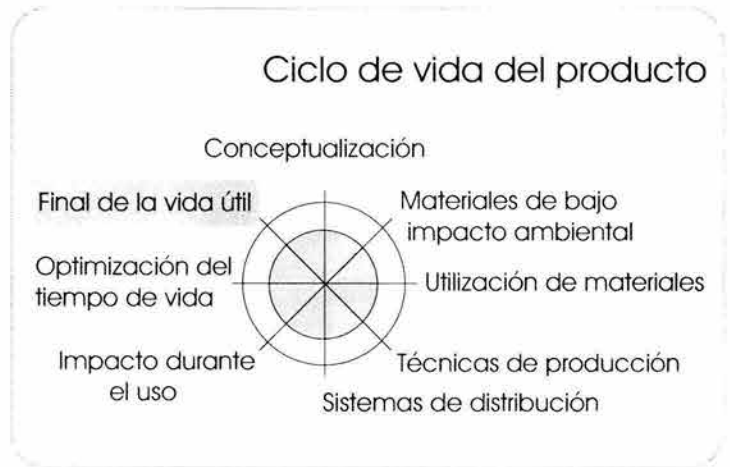 Ciclo de vida del producto
Conceptualización
Final de la vida útil
Materiales de bajo
impacto ambiental
Optimización del
tiempo de vida
Utilización de materiales
Impacto durante
el uso
Técnicas de producción
Sistemas de distribución